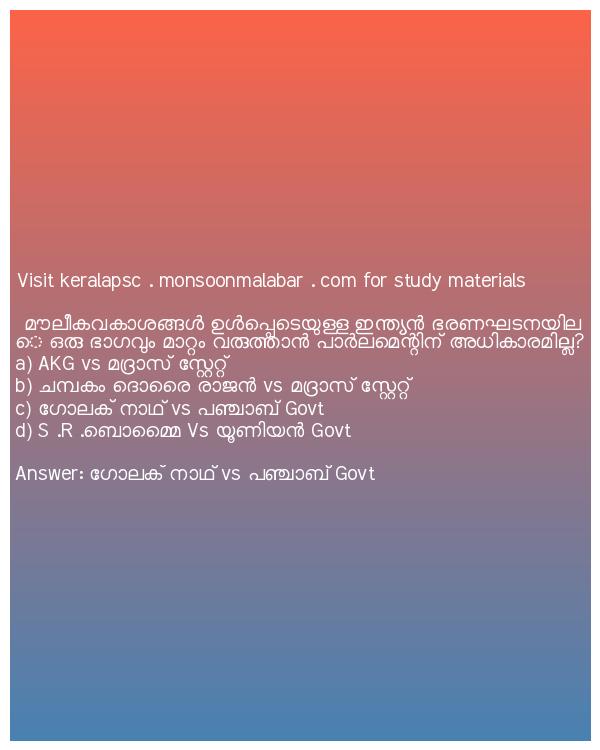 Visit keralapsc . monsoonmalabar . com for study materials
മൗലീകവകാശങ്ങൾ ഉൾപ്പെടെയുള്ള ഇന്ത്യൻ ഭരണഘടനയില
െ ഒരു ഭാഗവും മാറ്റം വരുത്താൻ പാർലമെന്റിന് അധികാരമില്ല?
a) AKG vs മദ്രാസ് സ്റ്റേറ്റ്
b) ചമ്പകം ദൊരൈ രാജൻ vs മദ്രാസ് സ്റ്റേറ്റ്
c) ഗോലക് നാഥ് vs പഞ്ചാബ് Govt
d) S .R .ബൊമ്മൈ Vs യൂണിയൻ Govt
Answer: ഗോലക് നാഥ് vs പഞ്ചാബ് Govt